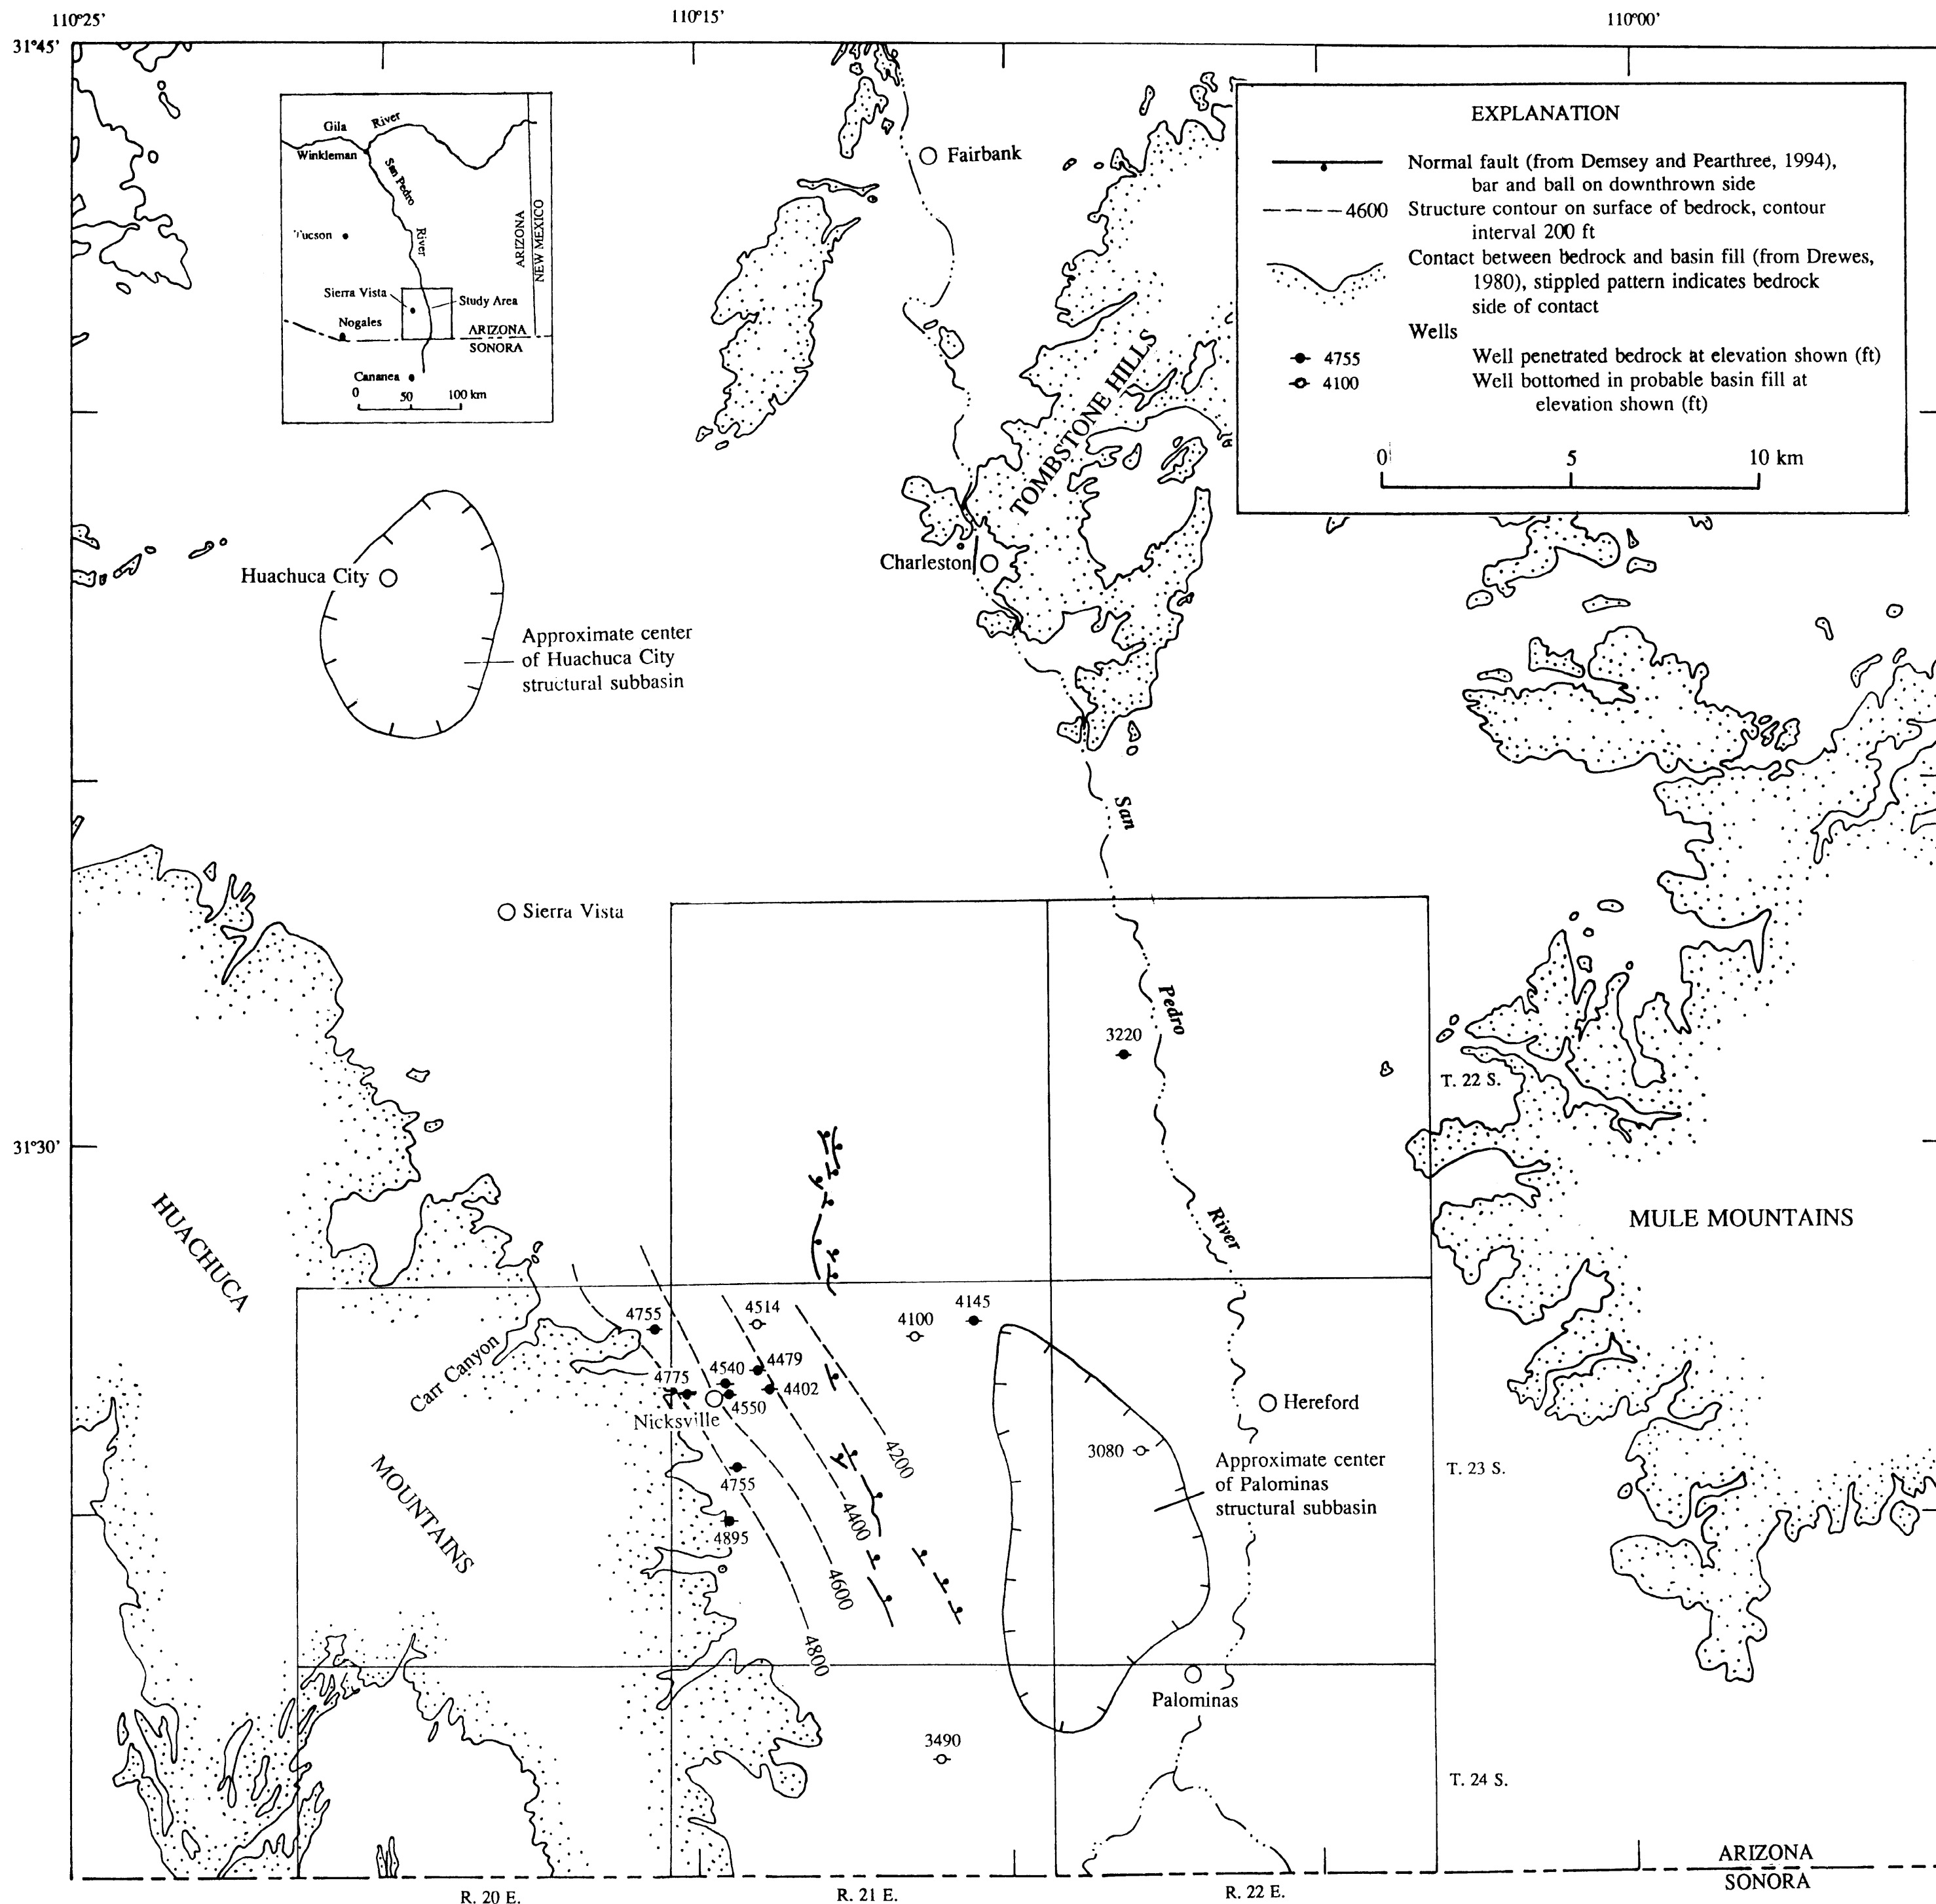 110°25'
110°15'
110°00'
31°45'
Gila
River
Winkleman
San Pedro
River
Tucson
ARIZONA
NEW MEXICO
Sierra Vista
Study Area
Nogales
ARIZONA
SONORA
Cananea
0 50 100 km
Fairbank
EXPLANATION
Normal fault (from Demsey and Pearthree, 1994),
bar and ball on downthrown side
4600 Structure contour on surface of bedrock, contour
interval 200 ft
Contact between bedrock and basin fill (from Drewes,
1980), stippled pattern indicates bedrock
side of contact
Wells
4755 Well penetrated bedrock at elevation shown (ft)
4100 Well bottomed in probable basin fill at
elevation shown (ft)
0 5 10 km
TOMBSTONE HILLS
Huachuca City
Charleston
Approximate center
of Huachuca City
structural subbasin
San
Sierra Vista
Pedro
3220
T. 22 S.
31°30'
HUACHUCA
River
MULE MOUNTAINS
4755
4514
4100
4145
Carr Canyon
4775
4540
4479
4402
4550
Nicksville
Hereford
4200
3080
Approximate center
of Palominas
structural subbasin
T. 23 S.
MOUNTAINS
4755
4400
4895
4600
4800
Palominas
3490
T. 24 S.
ARIZONA
SONORA
R. 20 E.
R. 21 E.
R. 22 E.